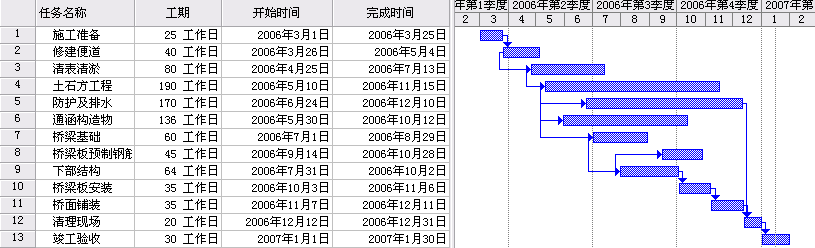 任务名称 工期 开始时间 完成时间 年第1季度 2006年第2季度 2006年第3季度 2006年第4季度 2007年第1
2 3 4 5 6 7 8 9 10 11 12 1 2
1 施工准备 25 工作日 2006年3月1日 2006年3月25日
2 修建便道 40 工作日 2006年3月26日 2006年5月4日
3 清表清淤 80 工作日 2006年4月25日 2006年7月13日
4 土石方工程 190 工作日 2006年5月10日 2006年11月15日
5 防护及排水 170 工作日 2006年6月24日 2006年12月10日
6 通涵构造物 136 工作日 2006年5月30日 2006年10月12日
7 桥梁基础 60 工作日 2006年7月1日 2006年8月29日
8 桥梁板预制钢筋 45 工作日 2006年9月14日 2006年10月28日
9 下部结构 64 工作日 2006年7月31日 2006年10月2日
10 桥梁板安装 35 工作日 2006年10月3日 2006年11月6日
11 桥面铺装 35 工作日 2006年11月7日 2006年12月11日
12 清理现场 20 工作日 2006年12月12日 2006年12月31日
13 竣工验收 30 工作日 2007年1月1日 2007年1月30日